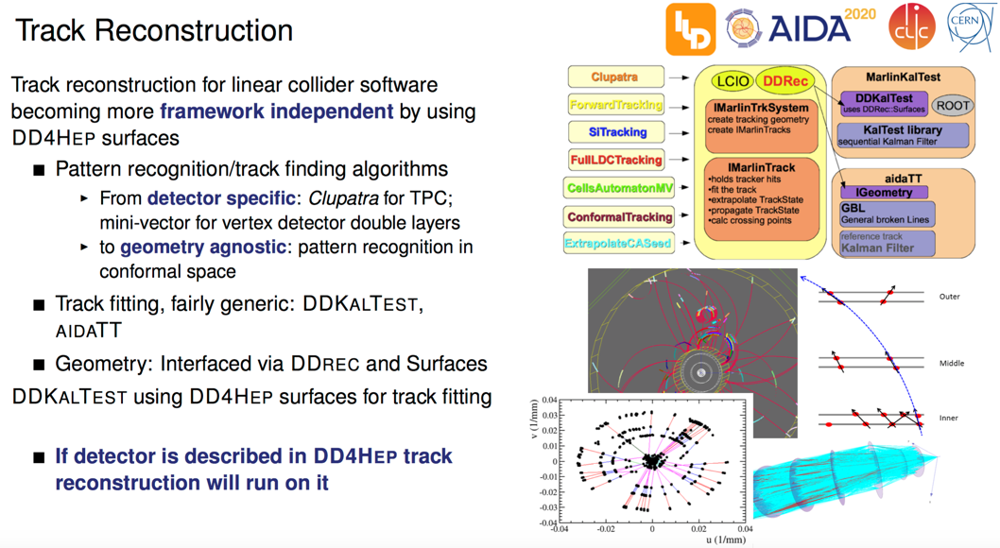 Track Reconstruction
ILD
AIDA 2020
clic
CERN
Track reconstruction for linear collider software
becoming more framework independent by using
DD4HEP surfaces
■ Pattern recognition/track finding algorithms
▸ From detector specific: Clupatra for TPC;
mini-vector for vertex detector double layers
▸ to geometry agnostic: pattern recognition in
conformal space
■ Track fitting, fairly generic: DDKALTEST,
AIDATT
■ Geometry: Interfaced via DDREC and Surfaces
DDKALTEST using DD4HEP surfaces for track fitting
■ If detector is described in DD4HEP track
reconstruction will run on it
Clupatra
ForwardTracking
SiTracking
FullLDCTracking
CellsAutomatonMV
ConformalTracking
ExtrapolateCASeed
LCIO
DDRec
IMarlinTrkSystem
create tracking geometry
create IMarlinTracks
IMarlinTrack
•holds tracker hits
•fit the track
•extrapolate TrackState
•propagate TrackState
•calc crossing points
MarlinKalTest
DDKalTest
uses DDRec::Surfaces
ROOT
KalTest library
sequential Kalman Filter
aidaTT
IGeometry
GBL
General broken Lines
reference track
Kalman Filter
Outer
Middle
Inner
v (1/mm)
0.04
0.03
0.02
0.01
0
-0.01
-0.02
-0.03
-0.04
-0.04
-0.02
0
0.02
0.04
u (1/mm)